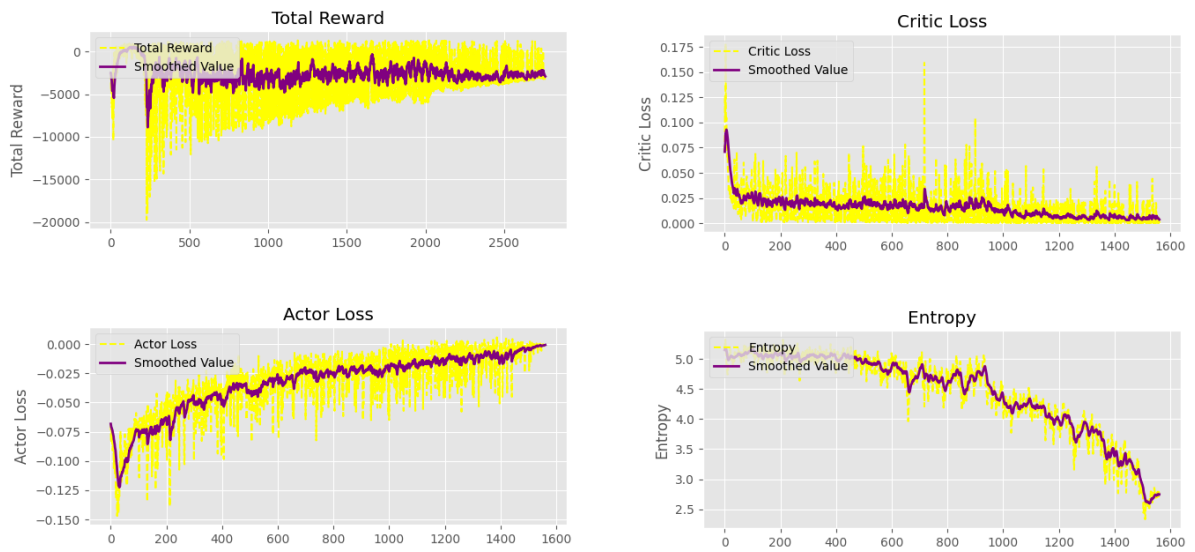 Total Reward
Total Reward
0
Total Reward
Smoothed Value
−5000
−10000
−15000
−20000
0 500 1000 1500 2000 2500
Critic Loss
Critic Loss
0.175
Critic Loss
0.150
Smoothed Value
0.125
0.100
0.075
0.050
0.025
0.000
0 200 400 600 800 1000 1200 1400 1600
Actor Loss
Actor Loss
0.000
Actor Loss
Smoothed Value
−0.025
−0.050
−0.075
−0.100
−0.125
−0.150
0 200 400 600 800 1000 1200 1400 1600
Entropy
Entropy
Entropy
5.0
Smoothed Value
4.5
4.0
3.5
3.0
2.5
0 200 400 600 800 1000 1200 1400 1600